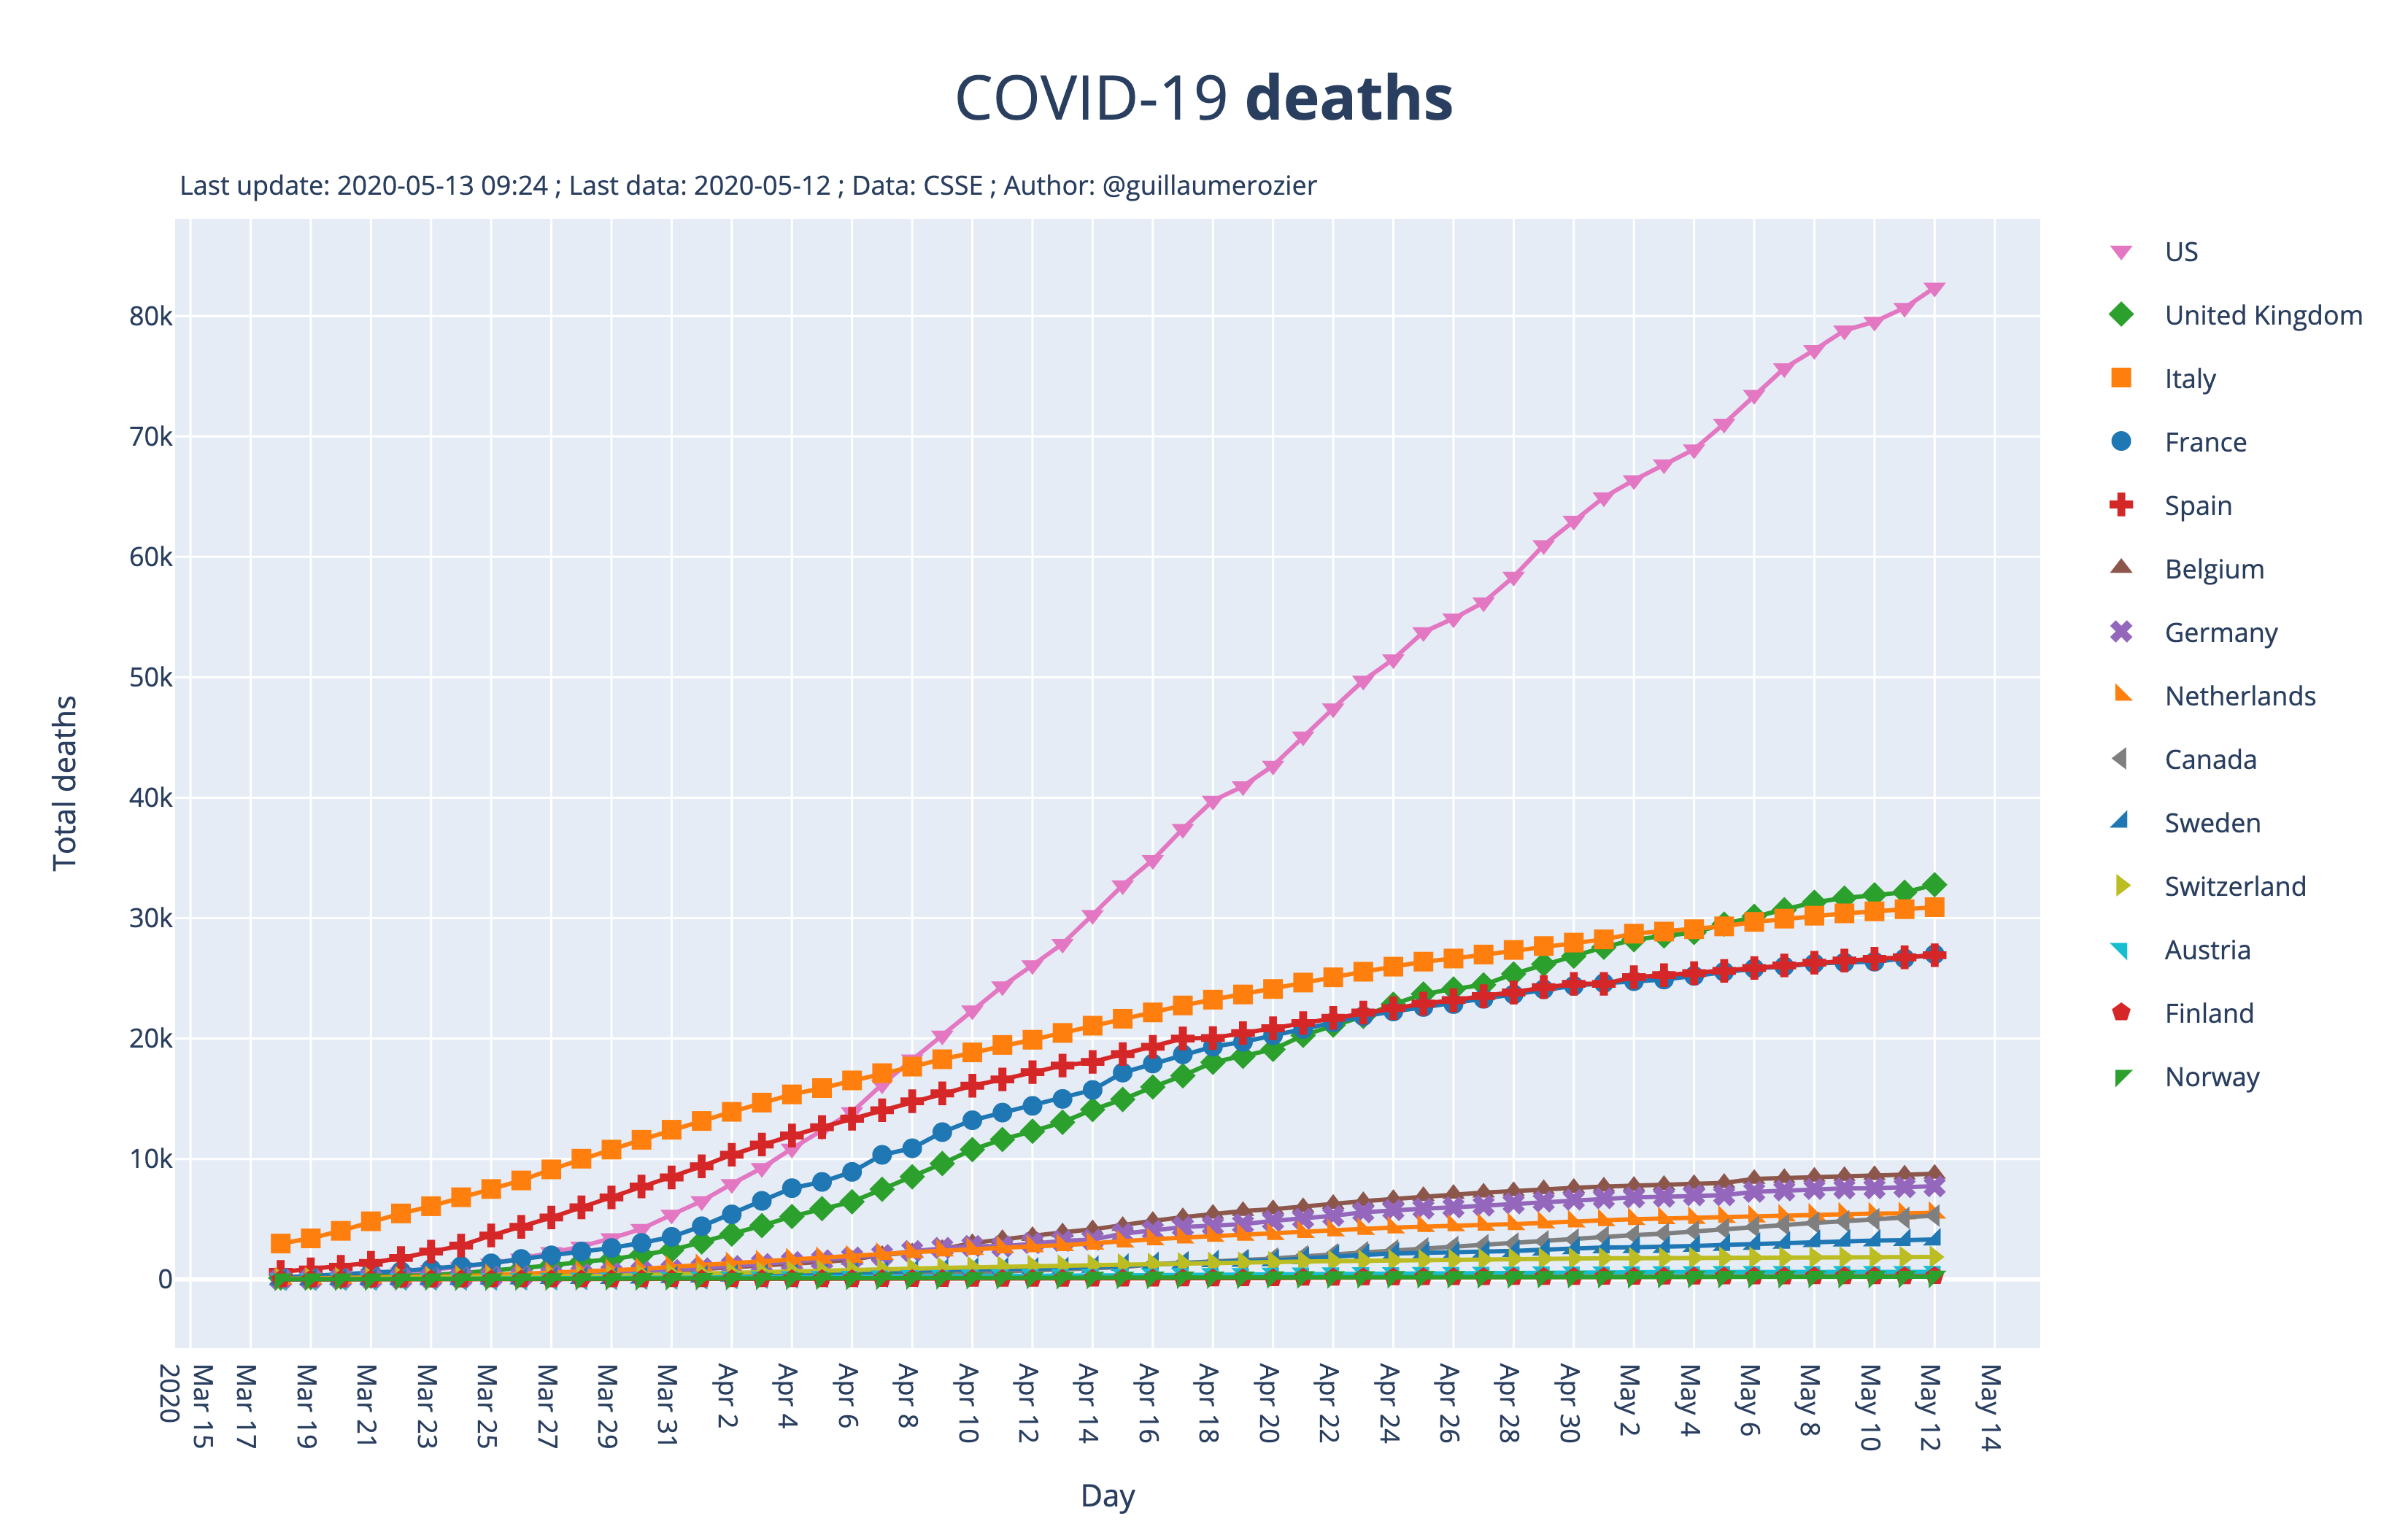 COVID-19 deaths
Last update: 2020-05-13 09:24 ; Last data: 2020-05-12 ; Data: CSSE ; Author: @guillaumerozier
Total deaths
80k
70k
60k
50k
40k
30k
20k
10k
0
Mar 15
2020
Mar 17
Mar 19
Mar 21
Mar 23
Mar 25
Mar 27
Mar 29
Mar 31
Apr 2
Apr 4
Apr 6
Apr 8
Apr 10
Apr 12
Apr 14
Apr 16
Apr 18
Apr 20
Apr 22
Apr 24
Apr 26
Apr 28
Apr 30
May 2
May 4
May 6
May 8
May 10
May 12
May 14
Day
US
United Kingdom
Italy
France
Spain
Belgium
Germany
Netherlands
Canada
Sweden
Switzerland
Austria
Finland
Norway